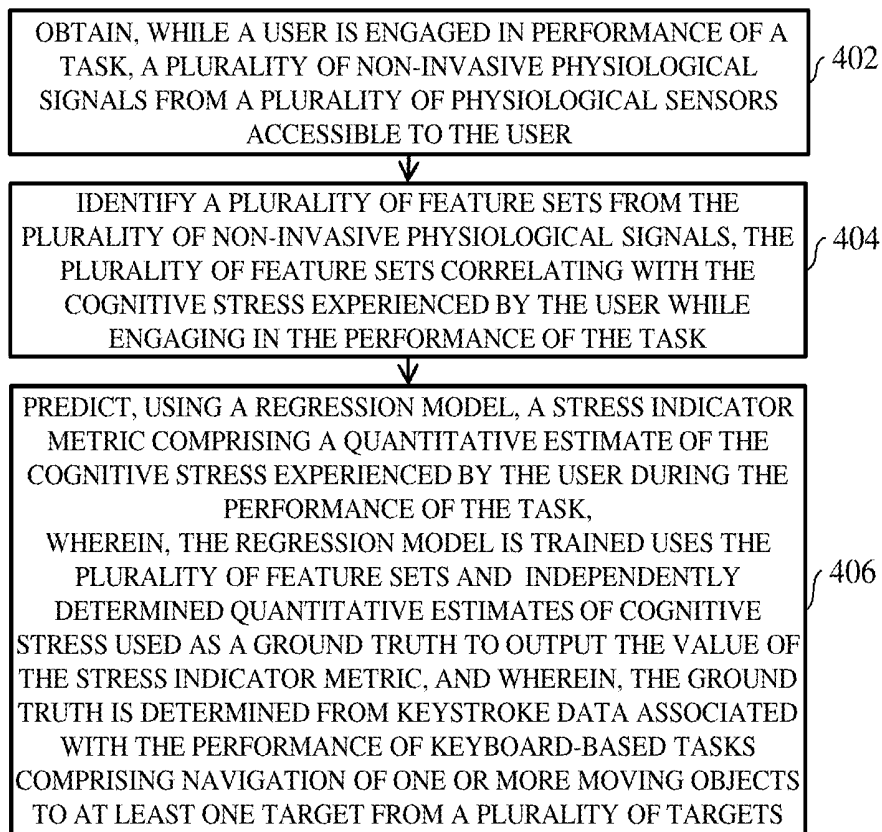 OBTAIN, WHILE A USER IS ENGAGED IN PERFORMANCE OF A
TASK, A PLURALITY OF NON-INVASIVE PHYSIOLOGICAL
SIGNALS FROM A PLURALITY OF PHYSIOLOGICAL SENSORS
ACCESSIBLE TO THE USER
402
IDENTIFY A PLURALITY OF FEATURE SETS FROM THE
PLURALITY OF NON-INVASIVE PHYSIOLOGICAL SIGNALS, THE
PLURALITY OF FEATURE SETS CORRELATING WITH THE
COGNITIVE STRESS EXPERIENCED BY THE USER WHILE
ENGAGING IN THE PERFORMANCE OF THE TASK
404
PREDICT, USING A REGRESSION MODEL, A STRESS INDICATOR
METRIC COMPRISING A QUANTITATIVE ESTIMATE OF THE
COGNITIVE STRESS EXPERIENCED BY THE USER DURING THE
PERFORMANCE OF THE TASK,
WHEREIN, THE REGRESSION MODEL IS TRAINED USES THE
PLURALITY OF FEATURE SETS AND INDEPENDENTLY
DETERMINED QUANTITATIVE ESTIMATES OF COGNITIVE
STRESS USED AS A GROUND TRUTH TO OUTPUT THE VALUE OF
THE STRESS INDICATOR METRIC, AND WHEREIN, THE GROUND
TRUTH IS DETERMINED FROM KEYSTROKE DATA ASSOCIATED
WITH THE PERFORMANCE OF KEYBOARD-BASED TASKS
COMPRISING NAVIGATION OF ONE OR MORE MOVING OBJECTS
TO AT LEAST ONE TARGET FROM A PLURALITY OF TARGETS
406